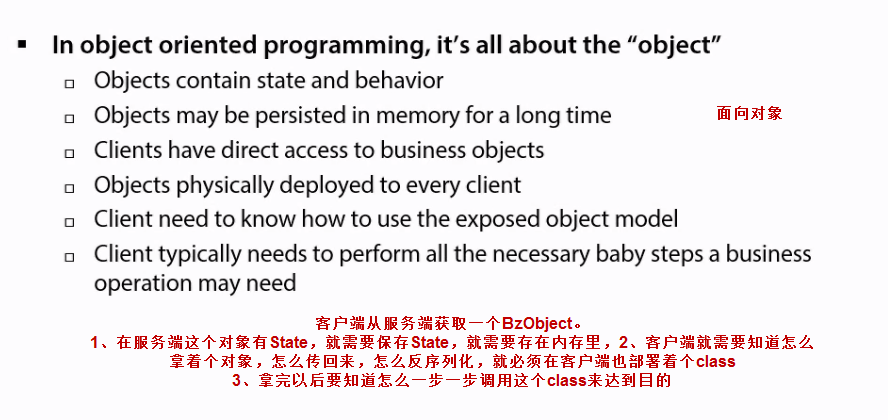 ▪ In object oriented programming, it's all about the “object”
□ Objects contain state and behavior
□ Objects may be persisted in memory for a long time
面向对象
□ Clients have direct access to business objects
□ Objects physically deployed to every client
□ Client need to know how to use the exposed object model
□ Client typically needs to perform all the necessary baby steps a business
operation may need
客户端从服务端获取一个BzObject。
1、在服务端这个对象有State，就需要保存State，就需要存在内存里，2、客户端就需要知道怎么
拿着个对象，怎么传回来，怎么反序列化，就必须在客户端也部署着个class
3、拿完以后要知道怎么一步一步调用这个class来达到目的